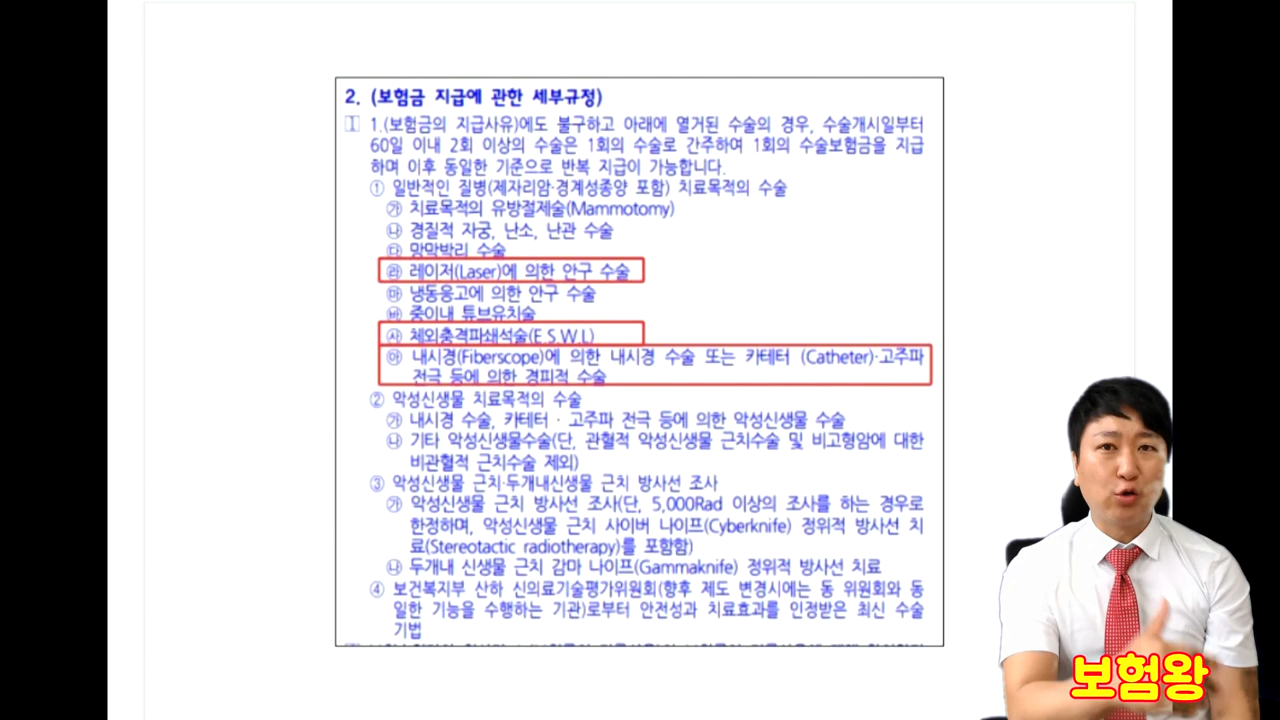 2. (보험금 지급에 관한 세부규정)
1 1.(보험금의 지급사유)에도 불구하고 아래에 열거된 수술의 경우, 수술개시일부터
60일 이내 2회 이상의 수술은 1회의 수술로 간주하여 1회의 수술보험금을 지급
하며 이후 동일한 기준으로 반복 지급이 가능합니다.
① 일반적인 질병(제자리암·경계성종양 포함) 치료목적의 수술
㉮ 치료목적의 유방절제술(Mammotomy)
㉯ 경질적 자궁, 난소, 난관 수술
㉰ 망막박리 수술
㉱ 레이저(Laser)에 의한 안구 수술
㉲ 냉동응고에 의한 안구 수술
㉳ 중이내 튜브유치술
㉴ 체외충격파쇄석술(E.S.W.L)
㉵ 내시경(Fiberscope)에 의한 내시경 수술 또는 카테터 (Catheter)·고주파
전극 등에 의한 경피적 수술
② 악성신생물 치료목적의 수술
㉮ 내시경 수술, 카테터 · 고주파 전극 등에 의한 악성신생물 수술
㉯ 기타 악성신생물수술(단, 관혈적 악성신생물 근치수술 및 비고형암에 대한
비관혈적 근치수술 제외)
③ 악성신생물 근치·두개내신생물 근치 방사선 조사
㉮ 악성신생물 근치 방사선 조사(단, 5,000Rad 이상의 조사를 하는 경우로
한정하며, 악성신생물 근치 사이버 나이프(Cyberknife) 정위적 방사선 치
료(Stereotactic radiotherapy)를 포함함)
㉯ 두개내 신생물 근치 감마 나이프(Gammaknife) 정위적 방사선 치료
④ 보건복지부 산하 신의료기술평가위원회(향후 제도 변경시에는 동 위원회와 동
일한 기능을 수행하는 기관)로부터 안전성과 치료효과를 인정받은 최신 수술
기법
보험왕